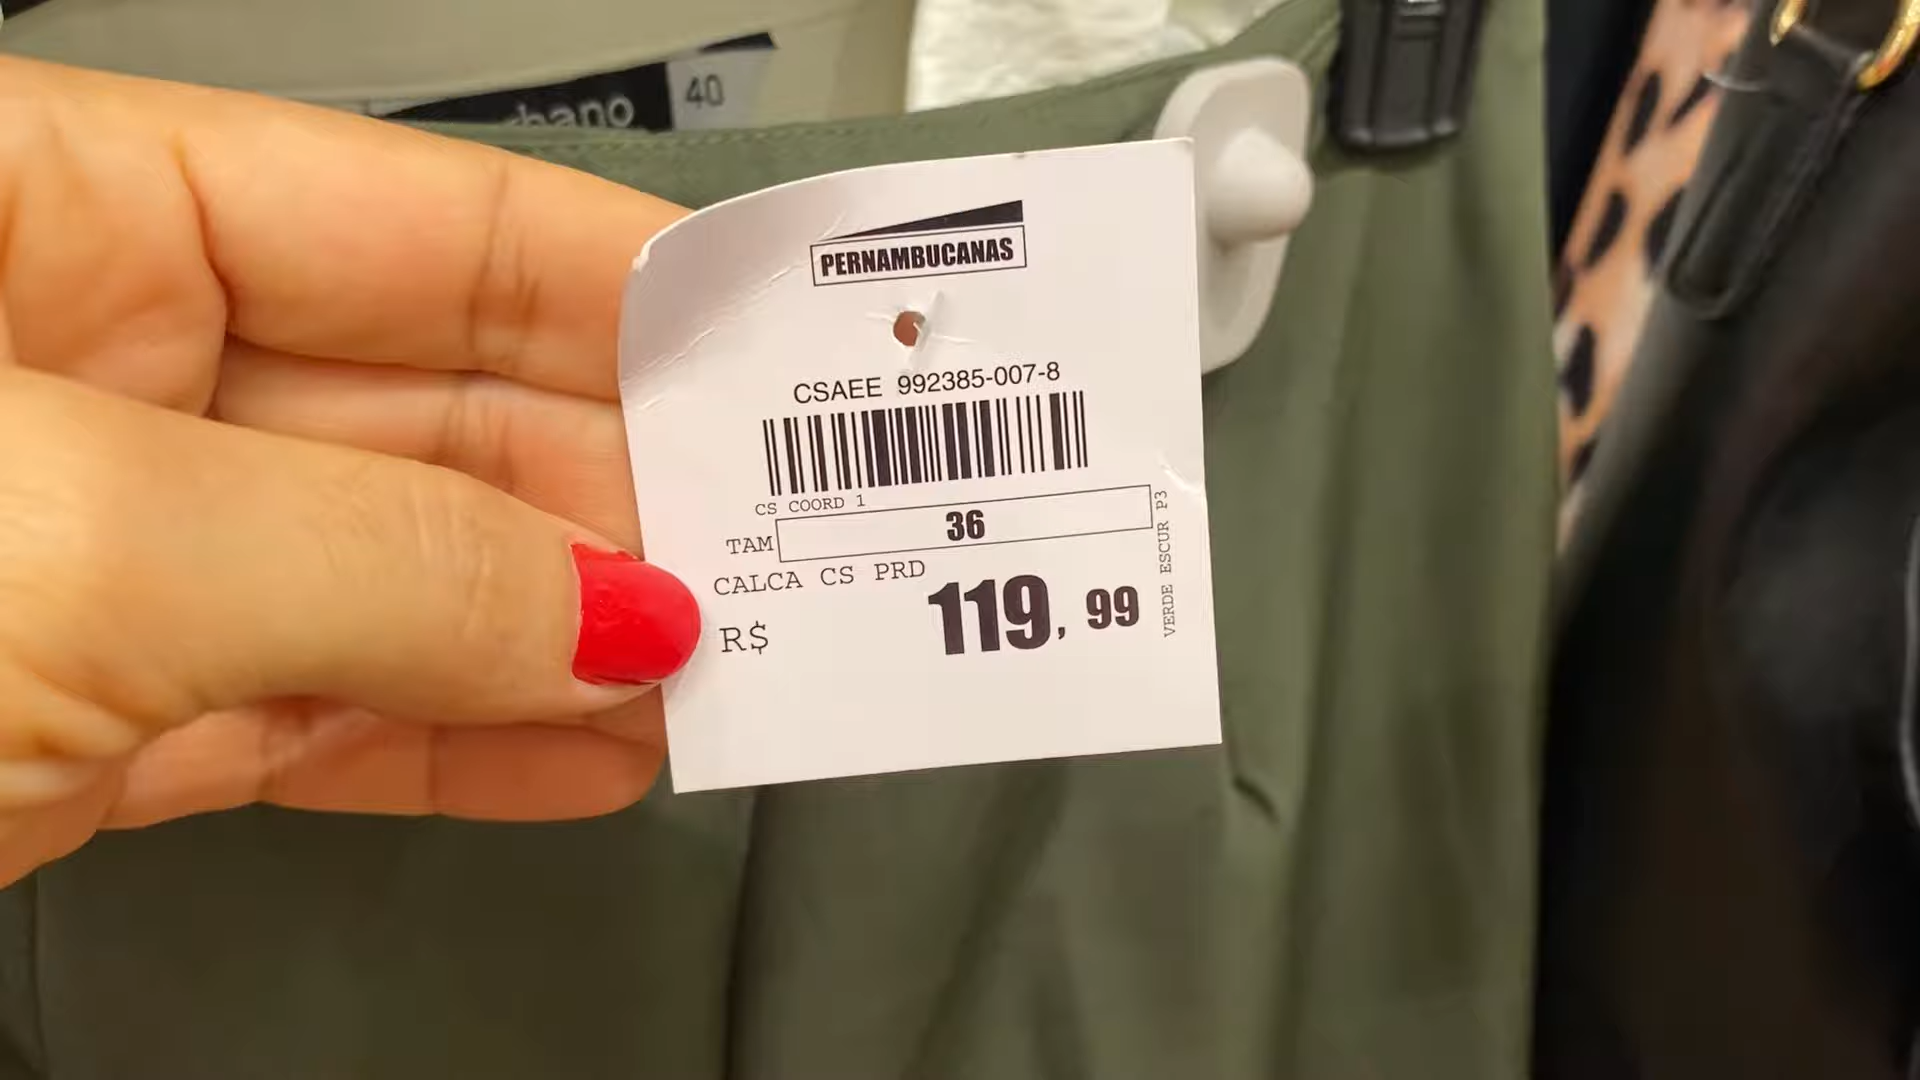 40
PERNAMBUCANAS
CSAEE 992385-007-8
CS COORD 1
TAM 36
CALCA CS PRD
R$ 119,99
VERDE ESCUR P3